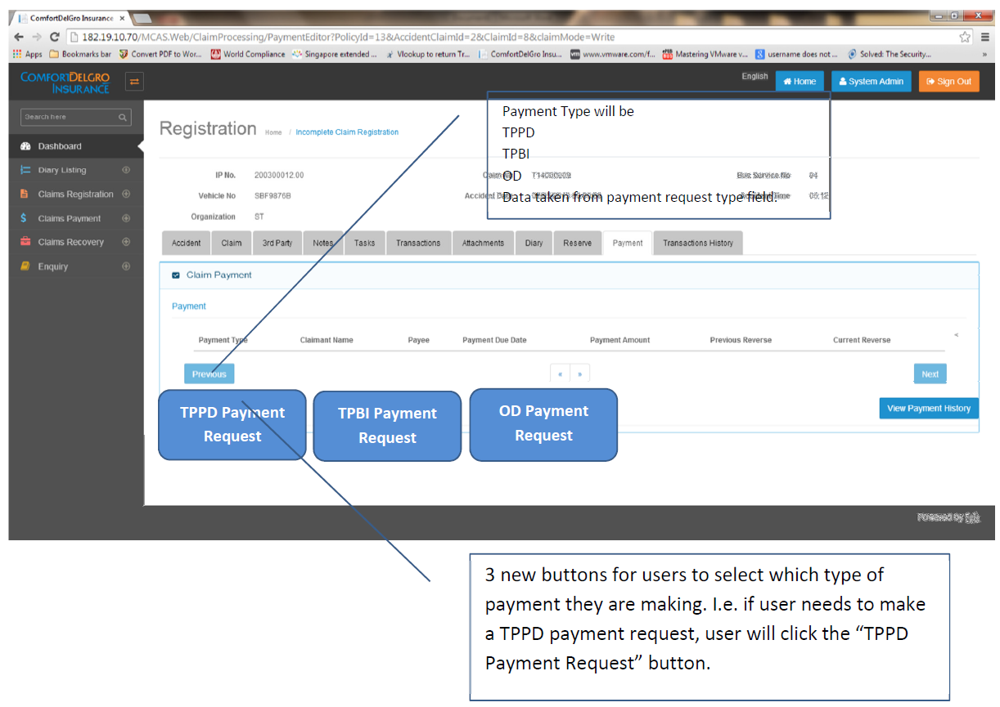 ComfortDelGro Insurance
182.19.10.70/MCAS.Web/ClaimProcessing/PaymentEditor?PolicyId=13&AccidentClaimId=2&ClaimId=8&claimMode=Write
Apps Bookmarks bar Convert PDF to Wor... World Compliance Singapore extended ... Vlookup to return Tr... ComfortDelGro Insu... www.vmware.com/f... Mastering VMware v... username does not ... Solved: The Security... »
COMFORTDELGRO
INSURANCE
English Home System Admin Sign Out
Search here
Dashboard
Diary Listing
Claims Registration
Claims Payment
Claims Recovery
Enquiry
Registration Home / Incomplete Claim Registration
Payment Type will be
TPPD
TPBI
OD
Data taken from payment request type field.
IP No. 200300012.00 Claim No Bus Service No 04
Vehicle No SBF9876B Accident Time 05:12
Organization ST
Accident Claim 3rd Party Notes Tasks Transactions Attachments Diary Reserve Payment Transactions History
Claim Payment
Payment
Payment Type Claimant Name Payee Payment Due Date Payment Amount Previous Reverse Current Reverse <
Previous « » Next
TPPD Payment
Request
TPBI Payment
Request
OD Payment
Request
View Payment History
Powered by
3 new buttons for users to select which type of
payment they are making. I.e. if user needs to make
a TPPD payment request, user will click the “TPPD
Payment Request” button.